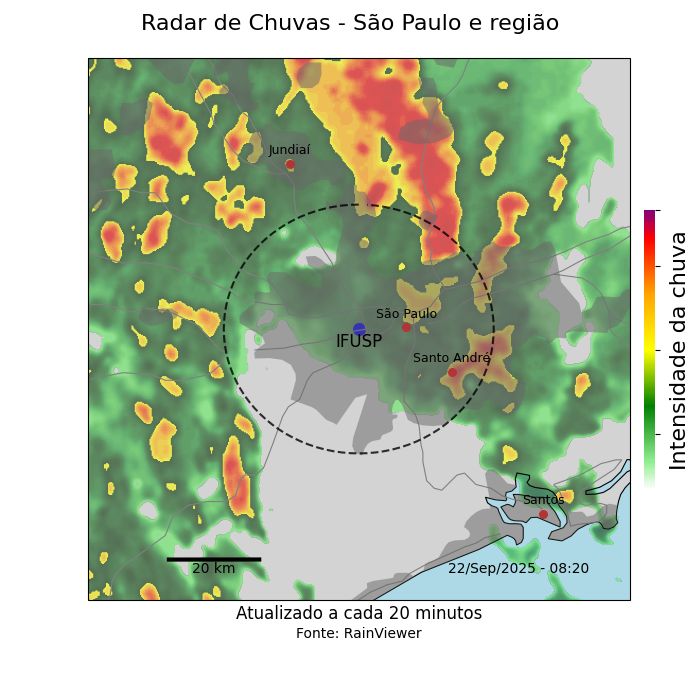 Radar de Chuvas - São Paulo e região
Jundiaí
São Paulo
IFUSP
Santo André
Santos
20 km
22/Sep/2025 - 08:20
Intensidade da chuva
Atualizado a cada 20 minutos
Fonte: RainViewer